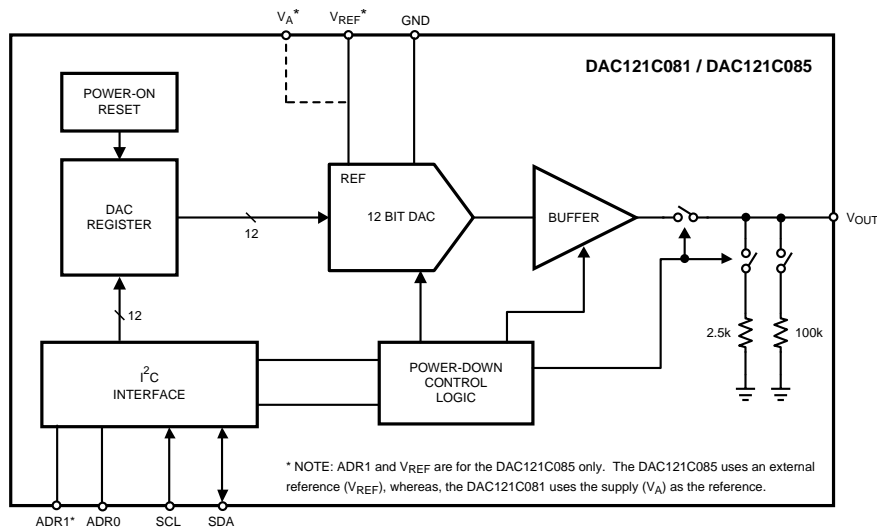 VA* VREF* GND
DAC121C081 / DAC121C085
POWER-ON
RESET
DAC
REGISTER
12
REF
12 BIT DAC
BUFFER
VOUT
12
2.5k
100k
I2C
INTERFACE
POWER-DOWN
CONTROL
LOGIC
* NOTE: ADR1 and VREF are for the DAC121C085 only. The DAC121C085 uses an external
reference (VREF), whereas, the DAC121C081 uses the supply (VA) as the reference.
ADR1* ADR0 SCL SDA